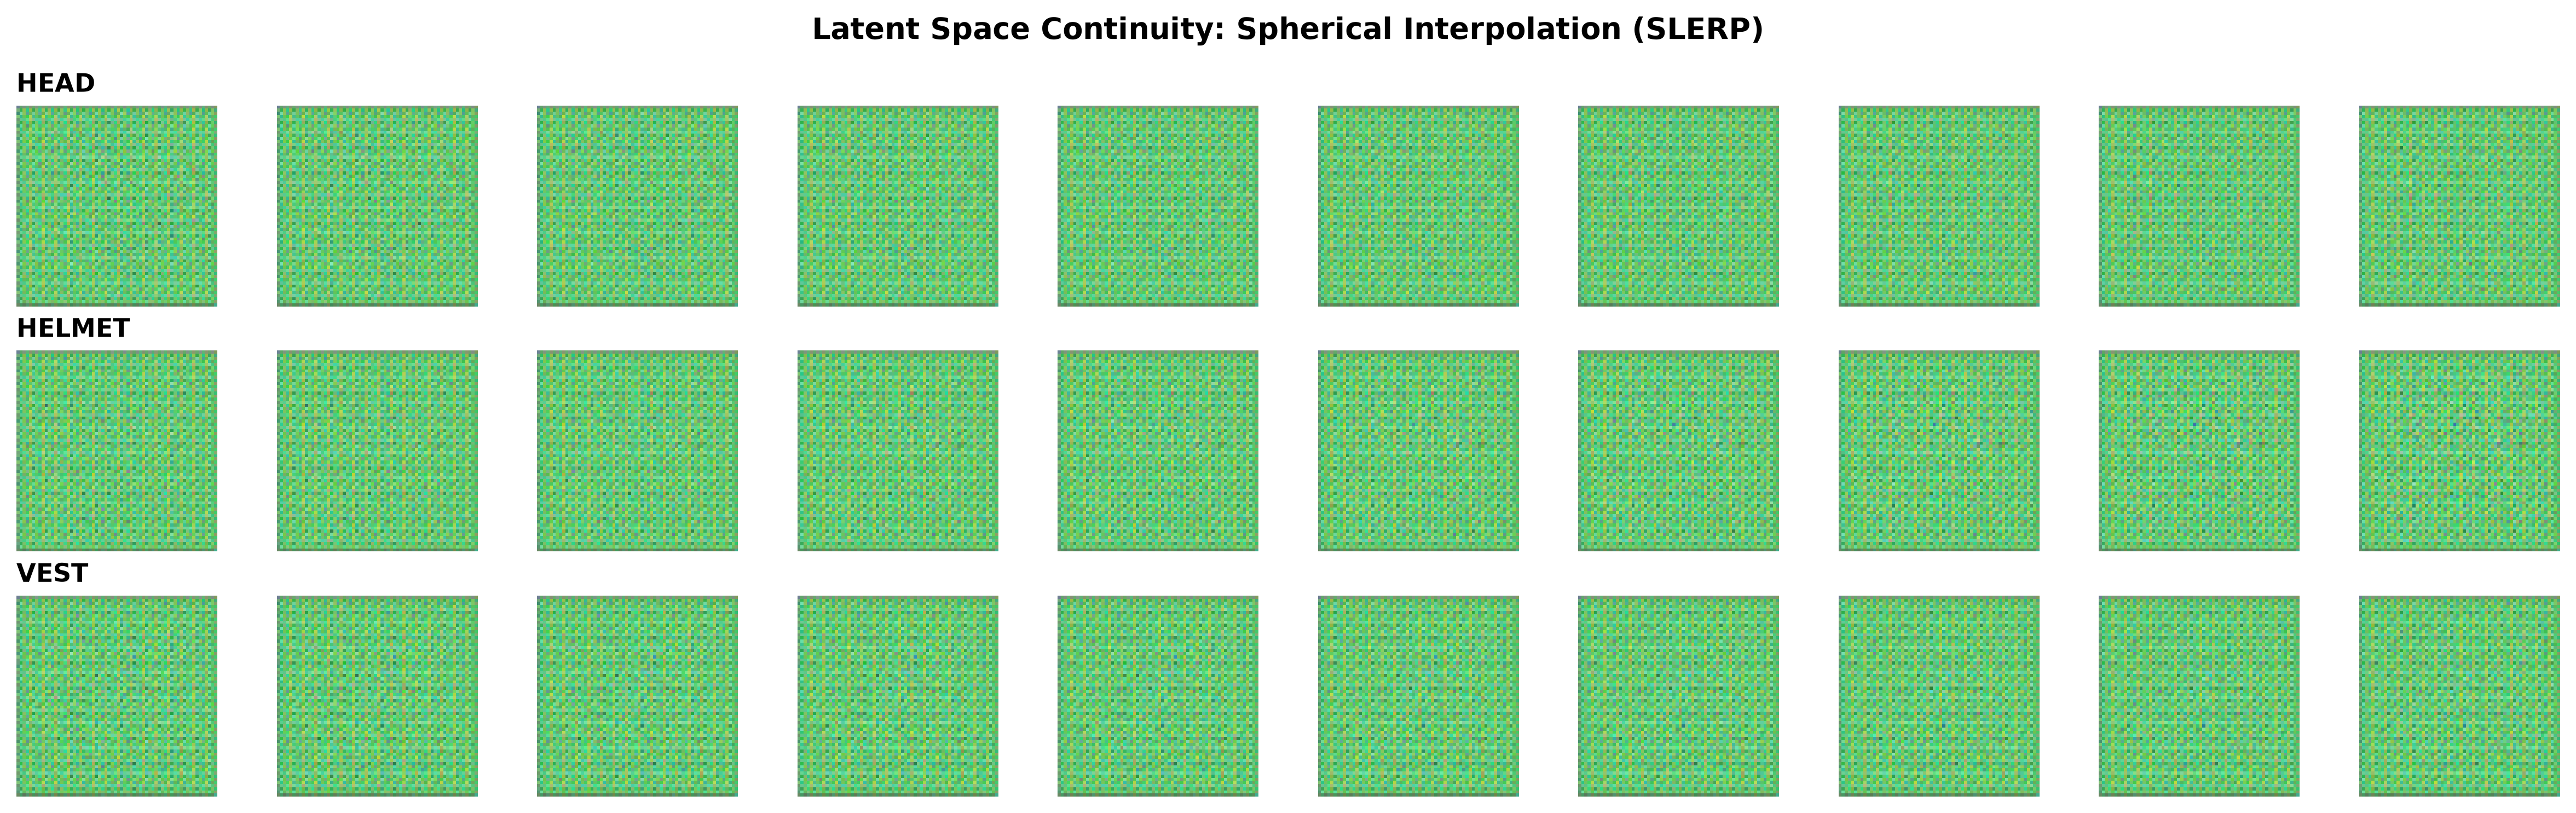 Latent Space Continuity: Spherical Interpolation (SLERP)
HEAD
HELMET
VEST